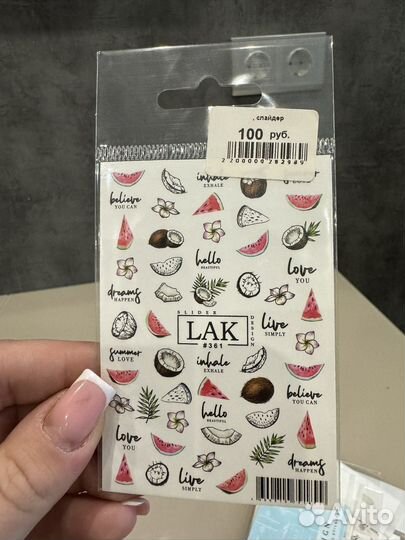 , слайдер
100 руб.
2200000282989
inhale
EXHALE
believe
YOU CAN
hello
BEAUTIFUL
love
YOU
dreams
HAPPEN
SLIDER
LAK
DESIGN
#361
live
SIMPLY
summer
LOVE
inhale
EXHALE
believe
YOU CAN
hello
BEAUTIFUL
love
YOU
live
SIMPLY
dreams
HAPPEN
Avito